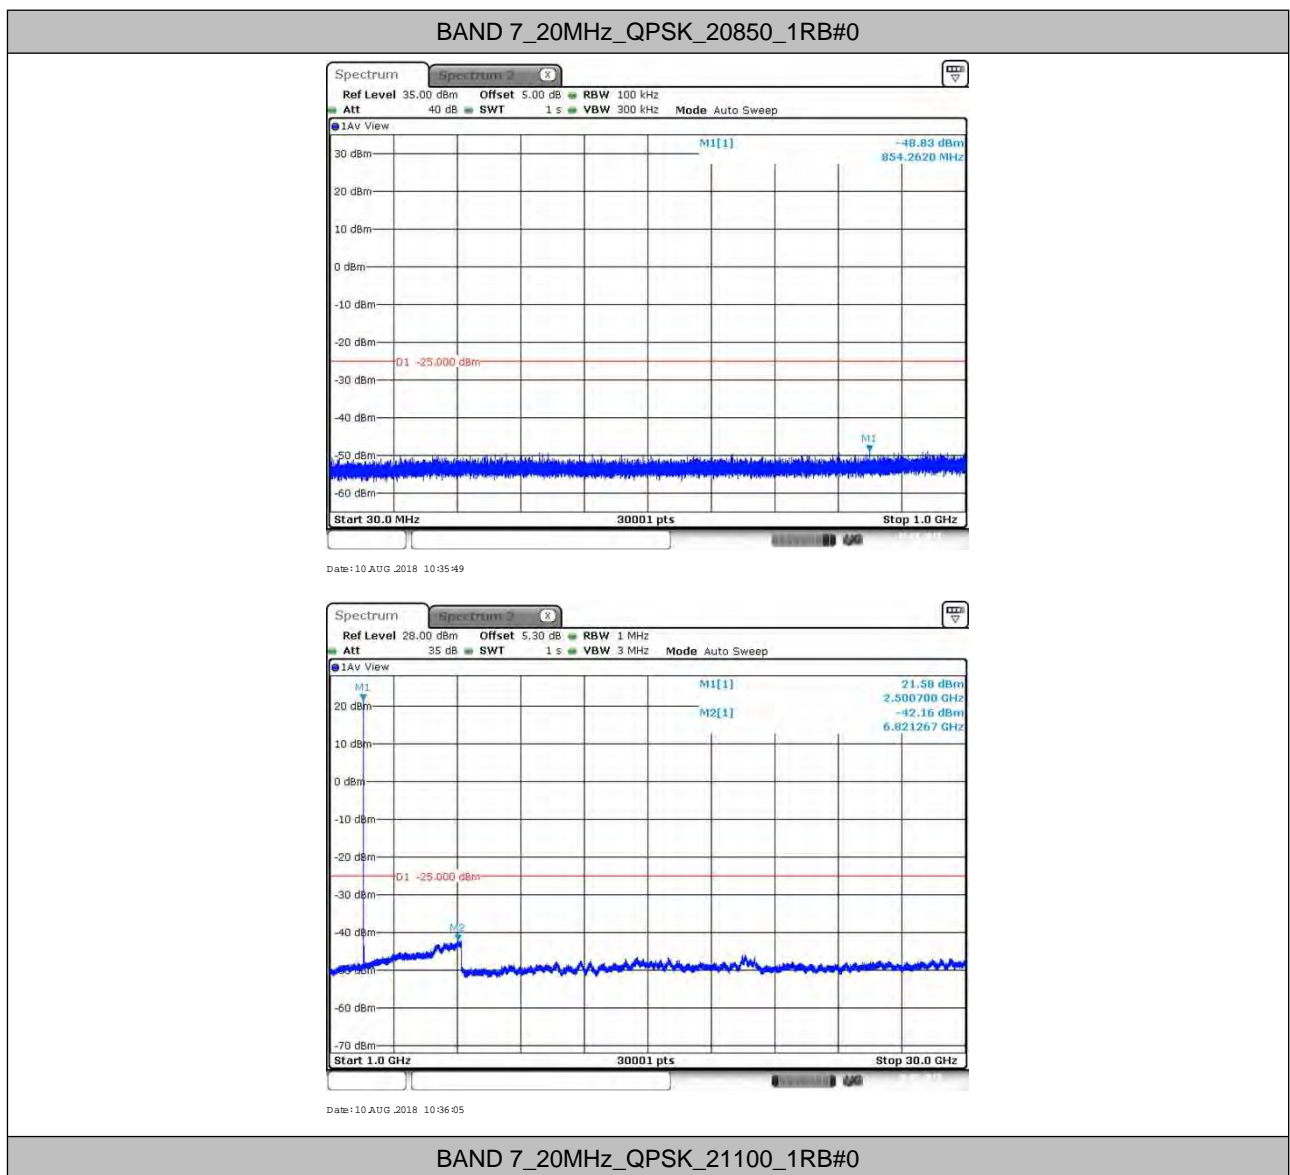 BAND 7_20MHz_QPSK_20850_1RB#0
Spectrum Spectrum 2 X
Ref Level 35.00 dBm Offset 5.00 dB RBW 100 kHz
Att 40 dB SWT 1 s VBW 300 kHz Mode Auto Sweep
1Av View
M1[1] -48.83 dBm
854.2620 MHz
30 dBm
20 dBm
10 dBm
0 dBm
-10 dBm
-20 dBm
D1 -25.000 dBm
-30 dBm
-40 dBm
M1
-50 dBm
-60 dBm
Start 30.0 MHz 30001 pts Stop 1.0 GHz
Date: 10.AUG.2018 10:35:49
Spectrum Spectrum 2 X
Ref Level 28.00 dBm Offset 5.30 dB RBW 1 MHz
Att 35 dB SWT 1 s VBW 3 MHz Mode Auto Sweep
1Av View
M1 M1[1] 21.58 dBm
2.500700 GHz
20 dBm M2[1] -42.16 dBm
6.821267 GHz
10 dBm
0 dBm
-10 dBm
-20 dBm
D1 -25.000 dBm
-30 dBm
M2
-40 dBm
-50 dBm
-60 dBm
-70 dBm
Start 1.0 GHz 30001 pts Stop 30.0 GHz
Date: 10.AUG.2018 10:36:05
BAND 7_20MHz_QPSK_21100_1RB#0